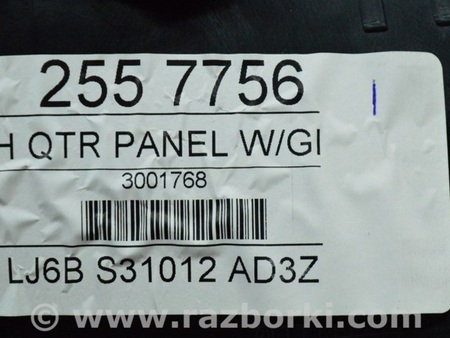 255 7756
H QTR PANEL W/GI
3001768
LJ6B S31012 AD3Z
© www.razborki.com